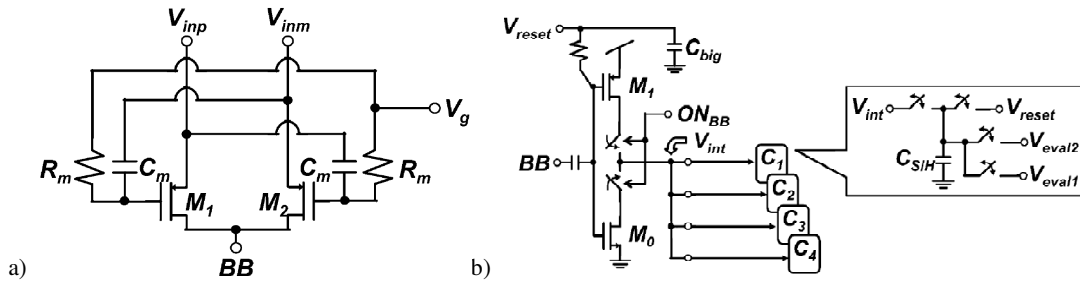 a)
V_inp V_inm
V_g
R_m C_m C_m R_m
M_1 M_2
BB
b)
V_reset
C_big
M_1
ON_BB
V_int
BB
M_0
C_1
C_2
C_3
C_4
V_int V_reset
C_S/H
V_eval2
V_eval1